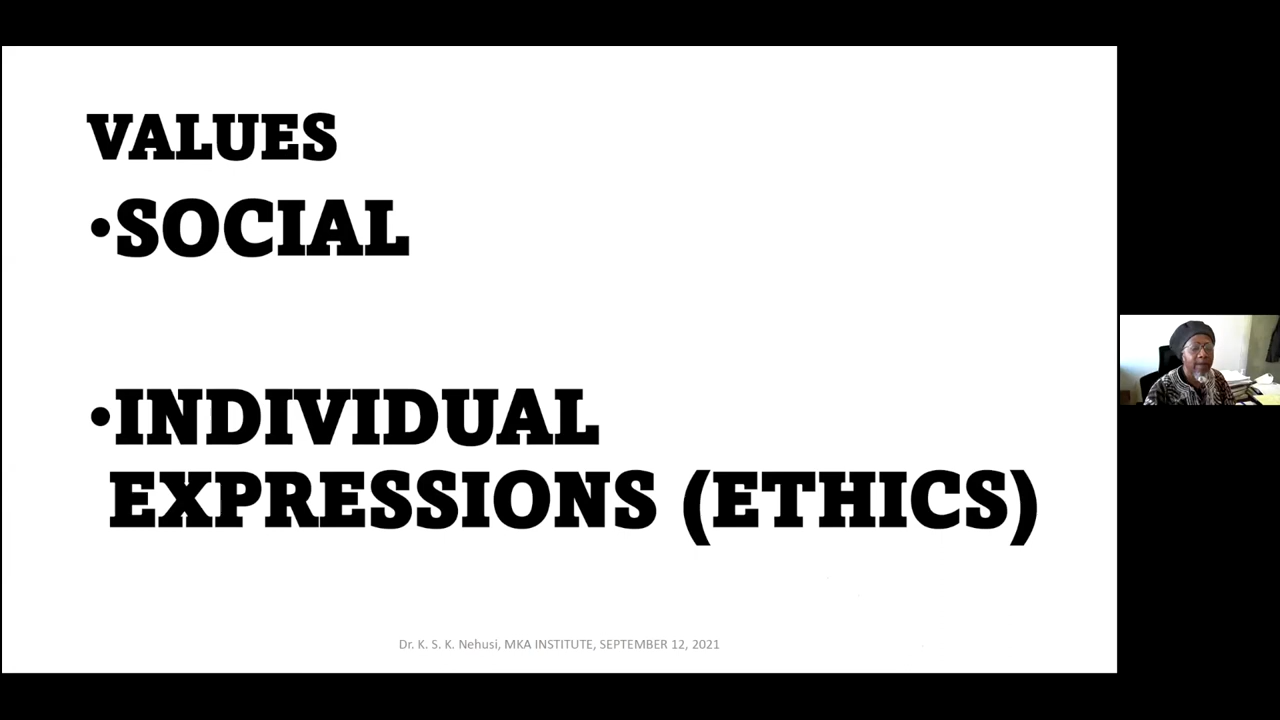 VALUES
•SOCIAL
•INDIVIDUAL
EXPRESSIONS (ETHICS)
Dr. K. S. K. Nehusi, MKA INSTITUTE, SEPTEMBER 12, 2021